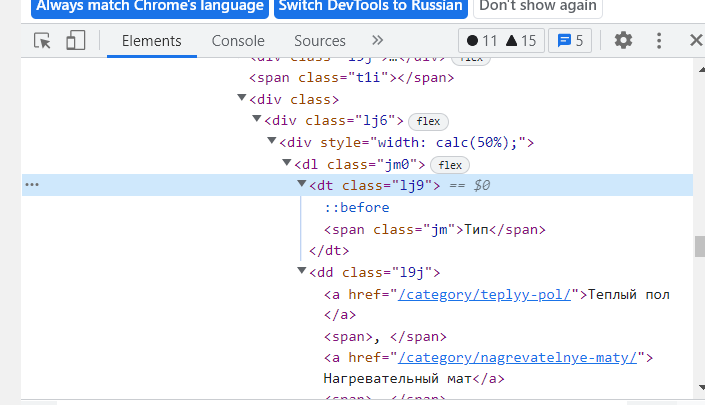 Always match Chrome's language Switch DevTools to Russian Don't show again
Elements Console Sources » 11 15 5
<div class="l9j">…</div> flex
<span class="t1i"></span>
<div class>
<div class="lj6"> flex
<div style="width: calc(50%);">
<dl class="jm0"> flex
… <dt class="lj9"> == $0
::before
<span class="jm">Тип</span>
</dt>
<dd class="l9j">
<a href="/category/teplyy-pol/">Теплый пол
</a>
<span>, </span>
<a href="/category/nagrevatelnye-maty/">
Нагревательный мат</a>
<span>, </span>